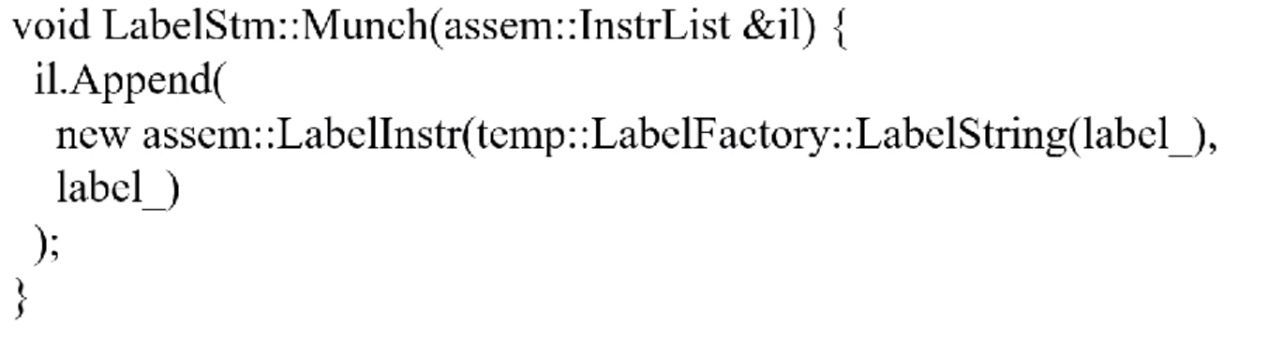 void LabelStm::Munch(assem::InstrList &il) {
  il.Append(
    new assem::LabelInstr(temp::LabelFactory::LabelString(label_),
    label_)
  );
}